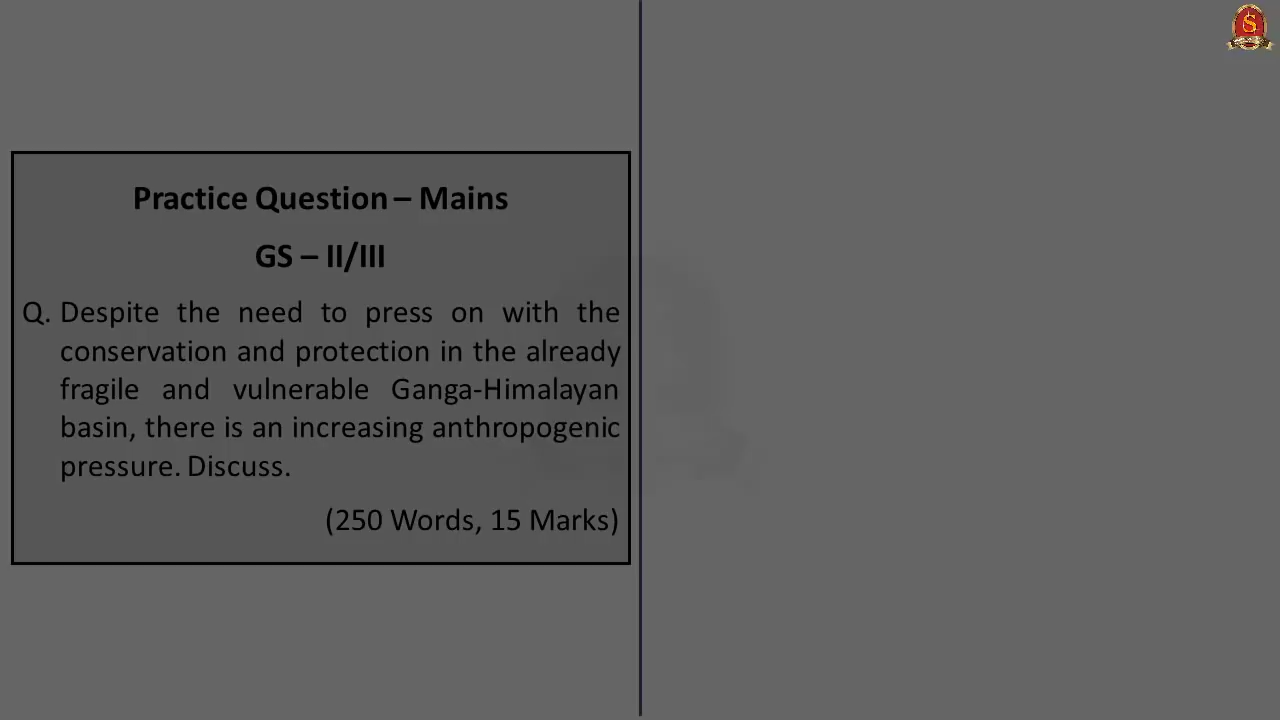 S
Practice Question – Mains
GS – II/III
Q. Despite the need to press on with the
conservation and protection in the already
fragile and vulnerable Ganga-Himalayan
basin, there is an increasing anthropogenic
pressure. Discuss.
(250 Words, 15 Marks)